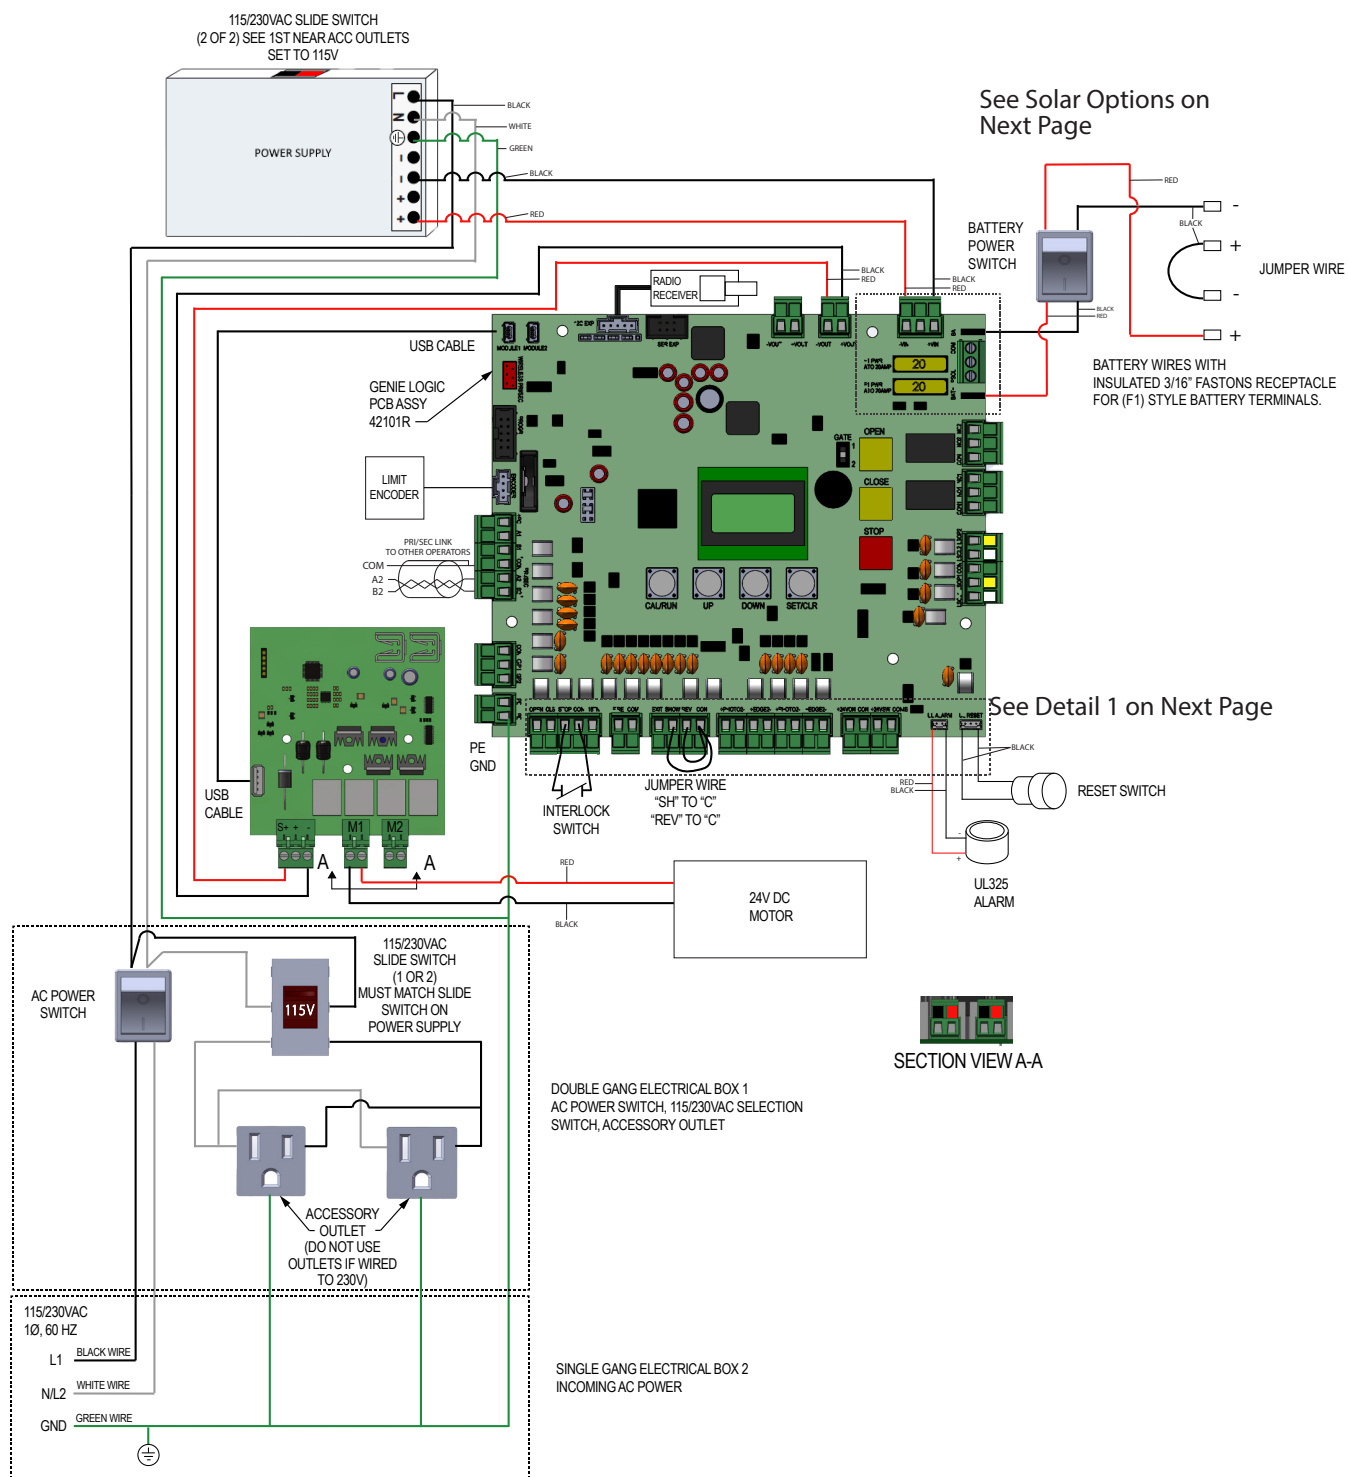 115/230VAC SLIDE SWITCH
(2 OF 2) SEE 1ST NEAR ACC OUTLETS
SET TO 115V
L
N
-
-
+
+
POWER SUPPLY
BLACK
WHITE
GREEN
BLACK
RED
See Solar Options on
Next Page
RED
BLACK
-
+
-
+
JUMPER WIRE
BATTERY
POWER
SWITCH
BLACK
RED
BATTERY WIRES WITH
INSULATED 3/16" FASTONS RECEPTACLE
FOR (F1) STYLE BATTERY TERMINALS.
BLACK
RED
BLACK
RED
RADIO
RECEIVER
SER EXP
MODULE2
USB CABLE
GENIE LOGIC
PCB ASSY
42101R
LIMIT
ENCODER
ENCODER
PRI/SEC LINK
TO OTHER OPERATORS
COM
A2
B2
GATE
1
2
OPEN
CLOSE
STOP
CAL/RUN
UP
DOWN
SET/CLR
PE
GND
USB
CABLE
S+ + -
M1
M2
A
A
INTERLOCK
SWITCH
JUMPER WIRE
"SH" TO "C"
"REV" TO "C"
See Detail 1 on Next Page
BLACK
RED
BLACK
RESET SWITCH
-
+
UL325
ALARM
RED
BLACK
24V DC
MOTOR
AC POWER
SWITCH
115/230VAC
SLIDE SWITCH
(1 OR 2)
MUST MATCH SLIDE
SWITCH ON
POWER SUPPLY
115V
SECTION VIEW A-A
DOUBLE GANG ELECTRICAL BOX 1
AC POWER SWITCH, 115/230VAC SELECTION
SWITCH, ACCESSORY OUTLET
ACCESSORY
OUTLET
(DO NOT USE
OUTLETS IF WIRED
TO 230V)
115/230VAC
1Ø, 60 HZ
L1
BLACK WIRE
N/L2
WHITE WIRE
GND
GREEN WIRE
SINGLE GANG ELECTRICAL BOX 2
INCOMING AC POWER